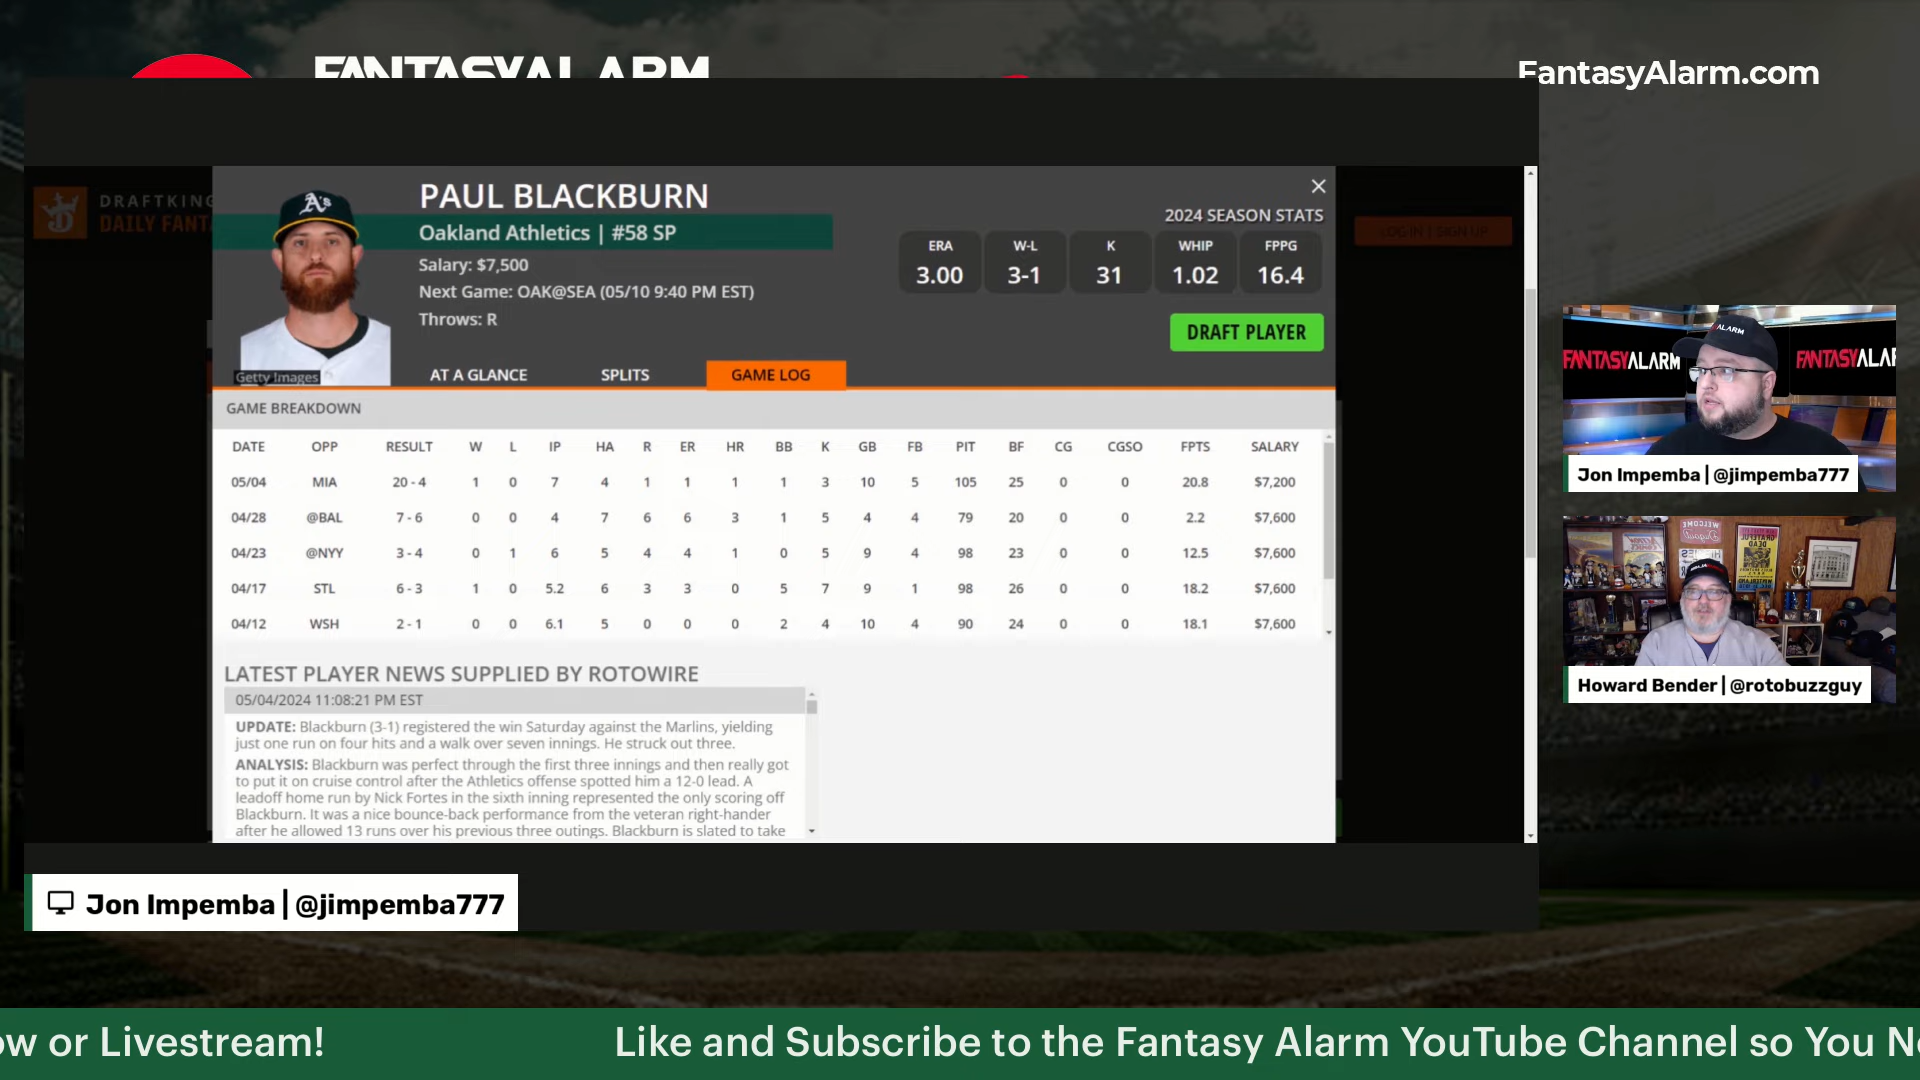 FANTASYALARM
FantasyAlarm.com
DRAFTKING
DAILY FANT
LOG IN | SIGN UP
PAUL BLACKBURN
Oakland Athletics | #58 SP
Salary: $7,500
Next Game: OAK@SEA (05/10 9:40 PM EST)
Throws: R
Getty Images
A's
2024 SEASON STATS
ERA W-L K WHIP FPPG
3.00 3-1 31 1.02 16.4
DRAFT PLAYER
AT A GLANCE SPLITS GAME LOG
GAME BREAKDOWN
DATE OPP RESULT W L IP HA R ER HR BB K GB FB PIT BF CG CGSO FPTS SALARY
05/04 MIA 20 - 4 1 0 7 4 1 1 1 1 3 10 5 105 25 0 0 20.8 $7,200
04/28 @BAL 7 - 6 0 0 4 7 6 6 3 1 5 4 4 79 20 0 0 2.2 $7,600
04/23 @NYY 3 - 4 0 1 6 5 4 4 1 0 5 9 4 98 23 0 0 12.5 $7,600
04/17 STL 6 - 3 1 0 5.2 6 3 3 0 5 7 9 1 98 26 0 0 18.2 $7,600
04/12 WSH 2 - 1 0 0 6.1 5 0 0 0 2 4 10 4 90 24 0 0 18.1 $7,600
LATEST PLAYER NEWS SUPPLIED BY ROTOWIRE
05/04/2024 11:08:21 PM EST
UPDATE: Blackburn (3-1) registered the win Saturday against the Marlins, yielding
just one run on four hits and a walk over seven innings. He struck out three.
ANALYSIS: Blackburn was perfect through the first three innings and then really got
to put it on cruise control after the Athletics offense spotted him a 12-0 lead. A
leadoff home run by Nick Fortes in the sixth inning represented the only scoring off
Blackburn. It was a nice bounce-back performance from the veteran right-hander
after he allowed 13 runs over his previous three outings. Blackburn is slated to take
FANTASYALARM
ALARM
FANTASYALAR
Jon Impemba | @jimpemba777
WELCOME
GRATEFUL
DEAD
Howard Bender | @rotobuzzguy
Jon Impemba | @jimpemba777
ow or Livestream! Like and Subscribe to the Fantasy Alarm YouTube Channel so You N